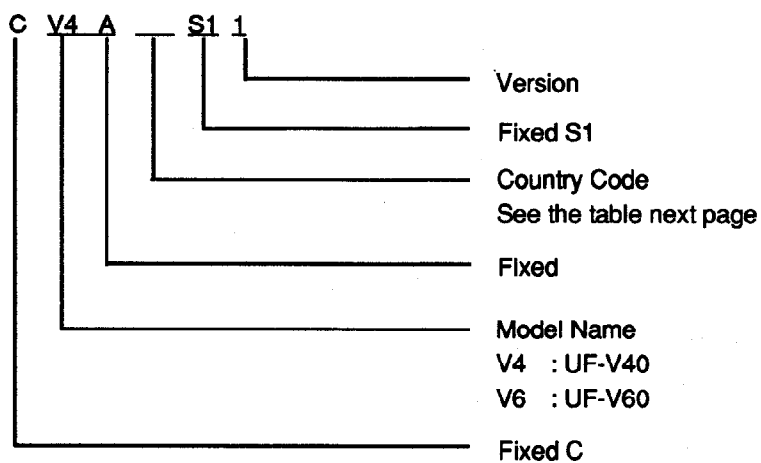 C V4 A __ S1 1
Version
Fixed S1
Country Code
See the table next page
Fixed
Model Name
V4 : UF-V40
V6 : UF-V60
Fixed C